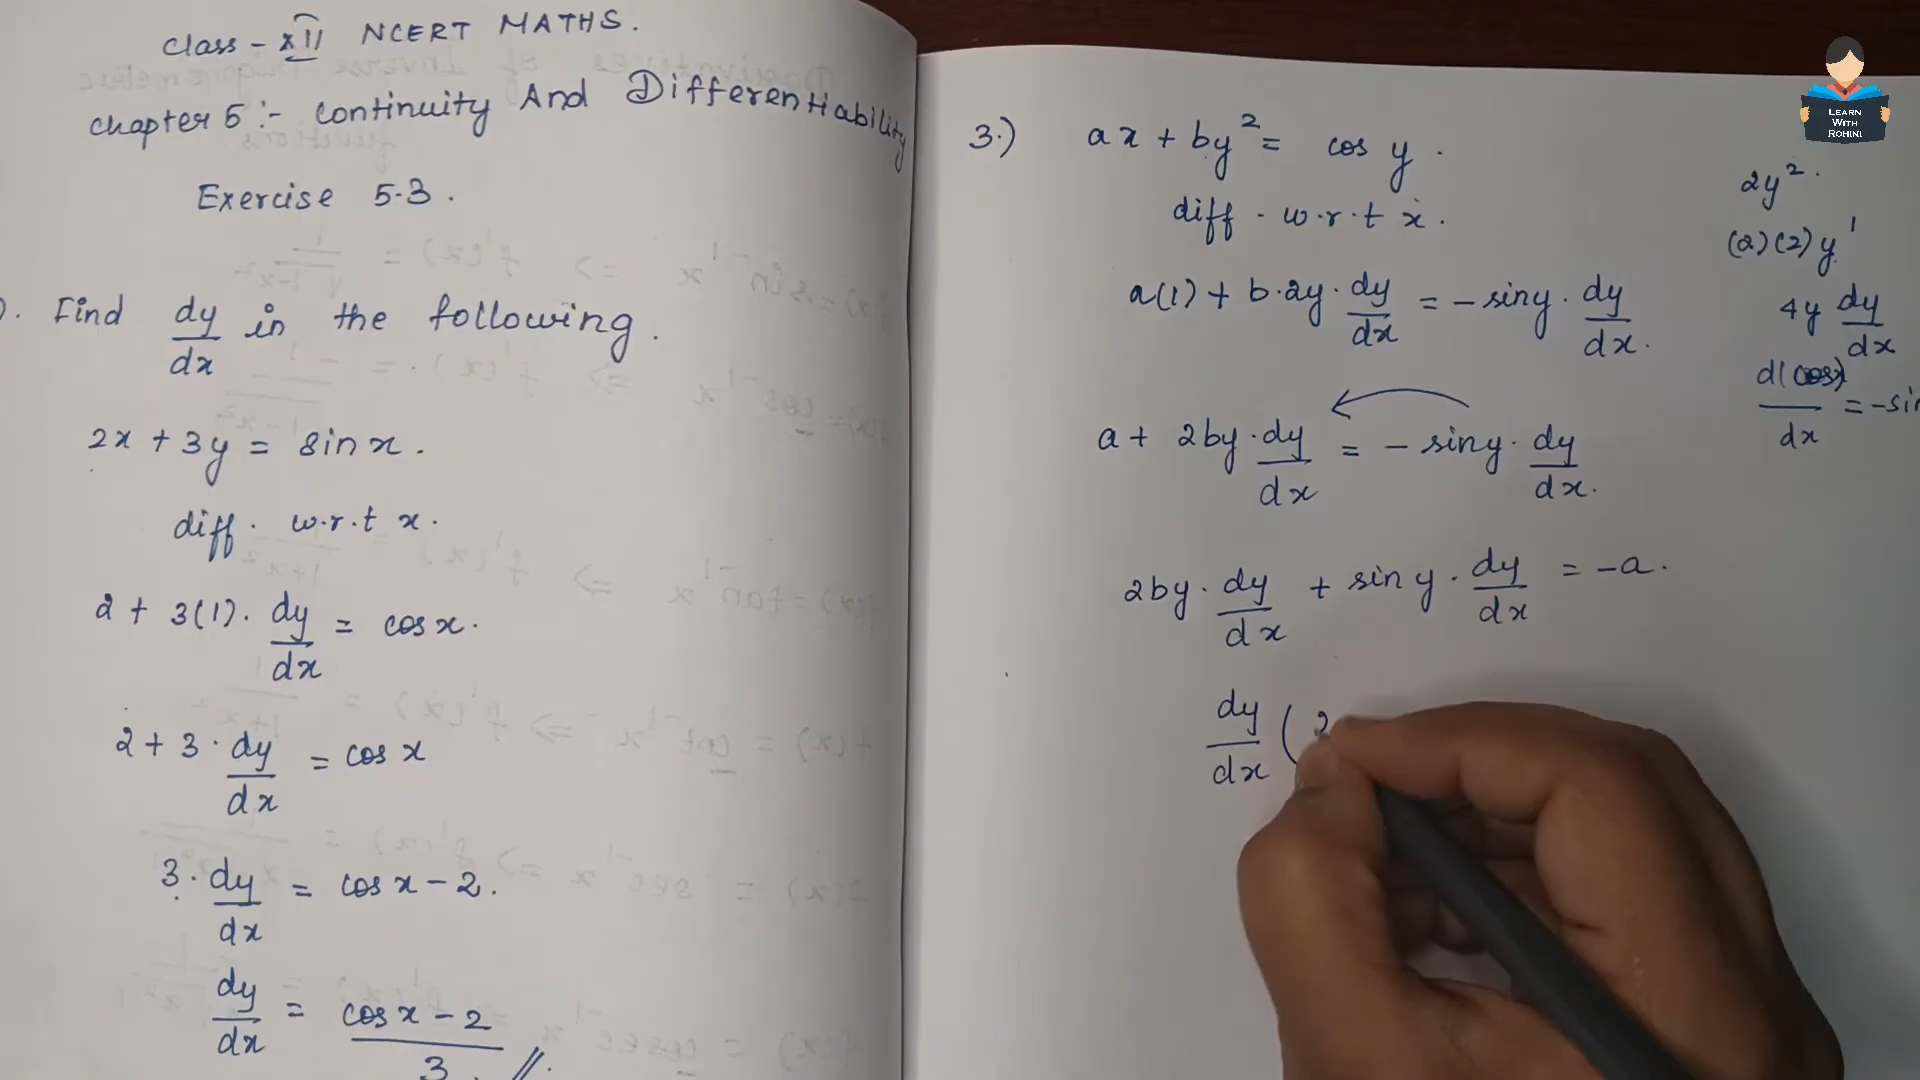 Class - XII NCERT MATHS.
Chapter 5 :- Continuity And Differentiability
Exercise 5.3.
). Find dy/dx in the following.
2x + 3y = sin x.
diff. w.r.t x.
2 + 3(1). dy/dx = cos x.
2 + 3. dy/dx = cos x
3. dy/dx = cos x - 2.
dy/dx = cos x - 2 / 3. //
3.) ax + by² = cos y.
diff. w.r.t x.
a(1) + b.2y. dy/dx = - sin y. dy/dx.
a + 2by. dy/dx = - sin y. dy/dx.
2by. dy/dx + sin y. dy/dx = -a.
dy/dx ( 2
2y².
(2)(2)y¹
4y dy/dx
d(cos)/dx = -sin
LEARN
WITH
ROHINI